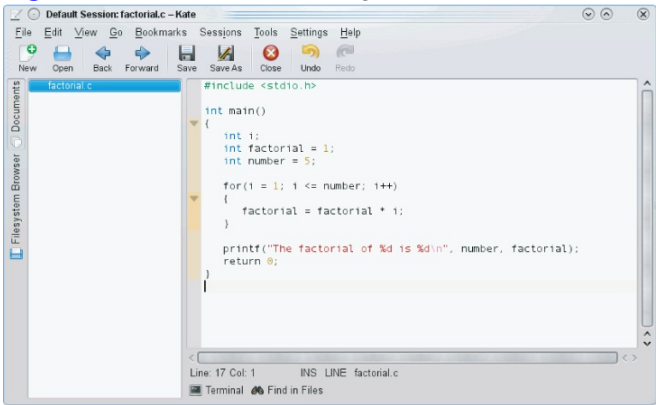 Default Session: factorial.c – Kate
File Edit View Go Bookmarks Sessions Tools Settings Help
New Open Back Forward Save Save As Close Undo Redo
Documents
Filesystem Browser
factorial.c
#include <stdio.h>
int main()
{
int i;
int factorial = 1;
int number = 5;
for(i = 1; i <= number; i++)
{
factorial = factorial * i;
}
printf("The factorial of %d is %d\n", number, factorial);
return 0;
}
Line: 17 Col: 1 INS LINE factorial.c
Terminal Find in Files